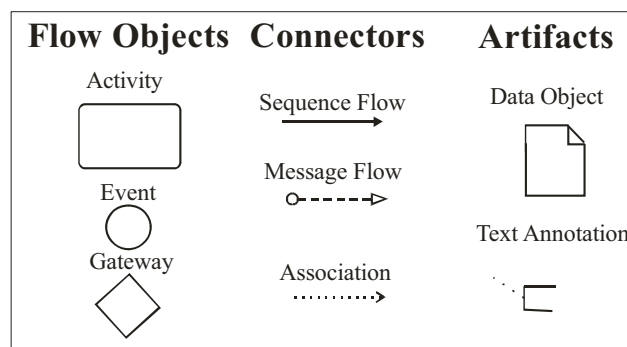 Flow Objects Connectors Artifacts
Activity
Event
Gateway
Sequence Flow
Message Flow
Association
Data Object
Text Annotation